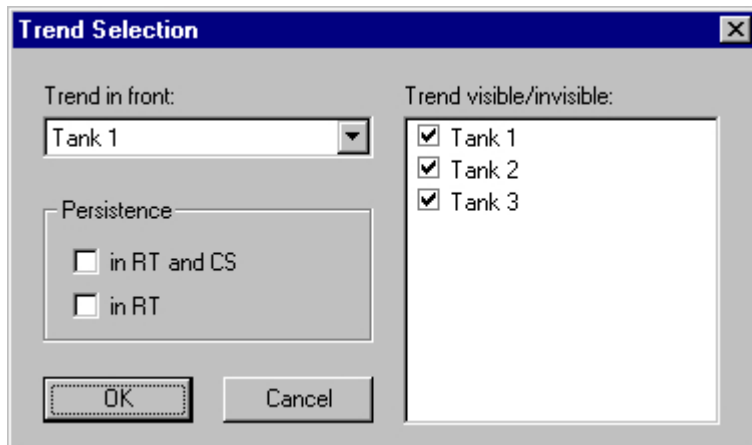 Trend Selection
Trend in front:
Tank 1
Persistence
in RT and CS
in RT
OK
Cancel
Trend visible/invisible:
Tank 1
Tank 2
Tank 3